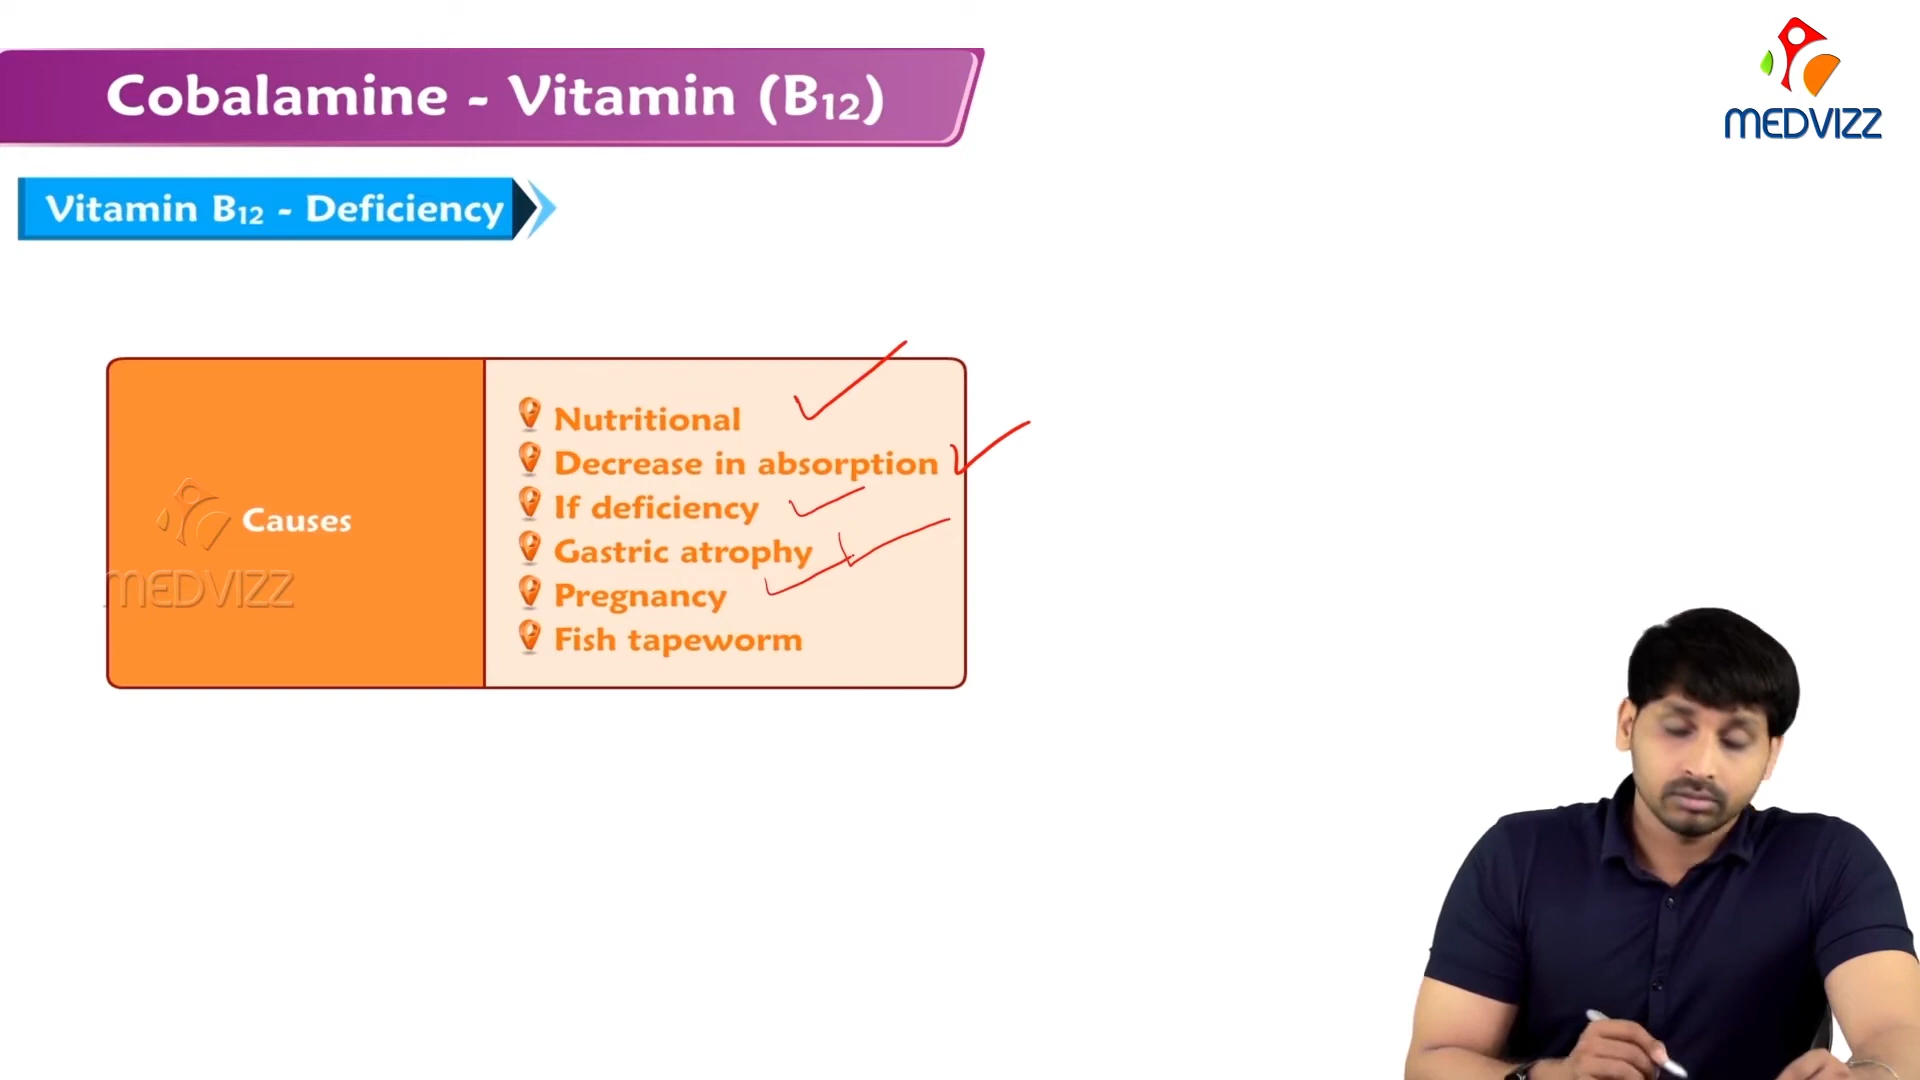 Cobalamine - Vitamin (B₁₂)
MEDVIZZ
Vitamin B₁₂ - Deficiency
Causes
MEDVIZZ
Nutritional
Decrease in absorption
If deficiency
Gastric atrophy
Pregnancy
Fish tapeworm